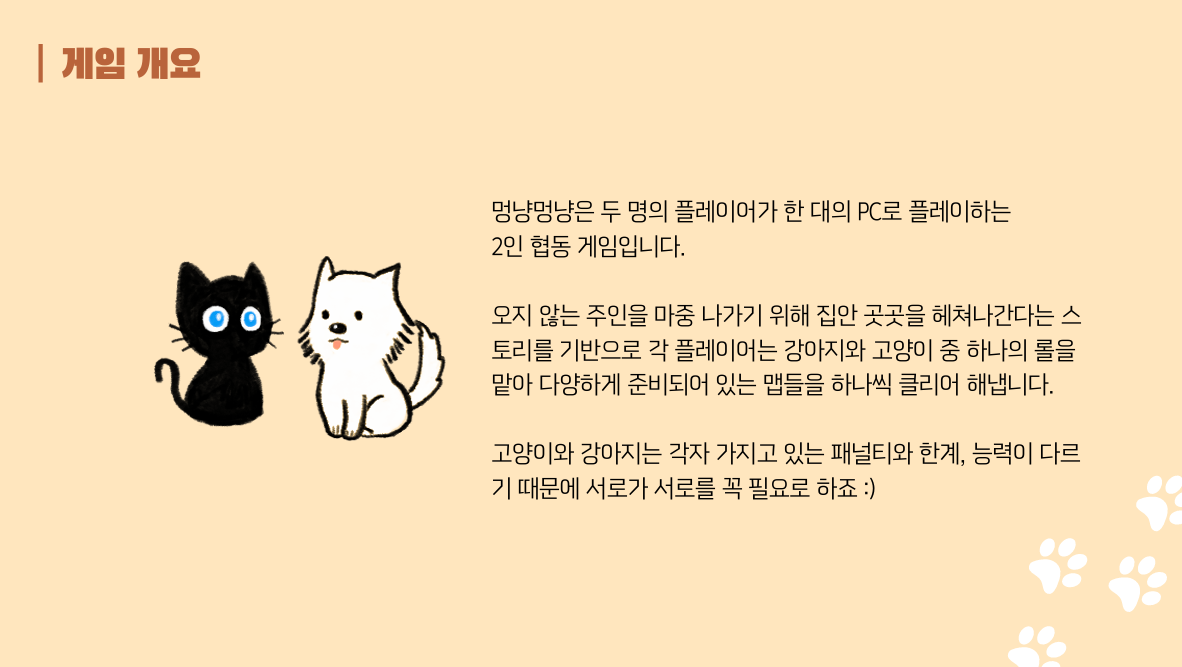 게임 개요
멍냥멍냥은 두 명의 플레이어가 한 대의 PC로 플레이하는
2인 협동 게임입니다.
오지 않는 주인을 마중 나가기 위해 집안 곳곳을 헤쳐나간다는 스
토리를 기반으로 각 플레이어는 강아지와 고양이 중 하나의 롤을
맡아 다양하게 준비되어 있는 맵들을 하나씩 클리어 해냅니다.
고양이와 강아지는 각자 가지고 있는 패널티와 한계, 능력이 다르
기 때문에 서로가 서로를 꼭 필요로 하죠 :)